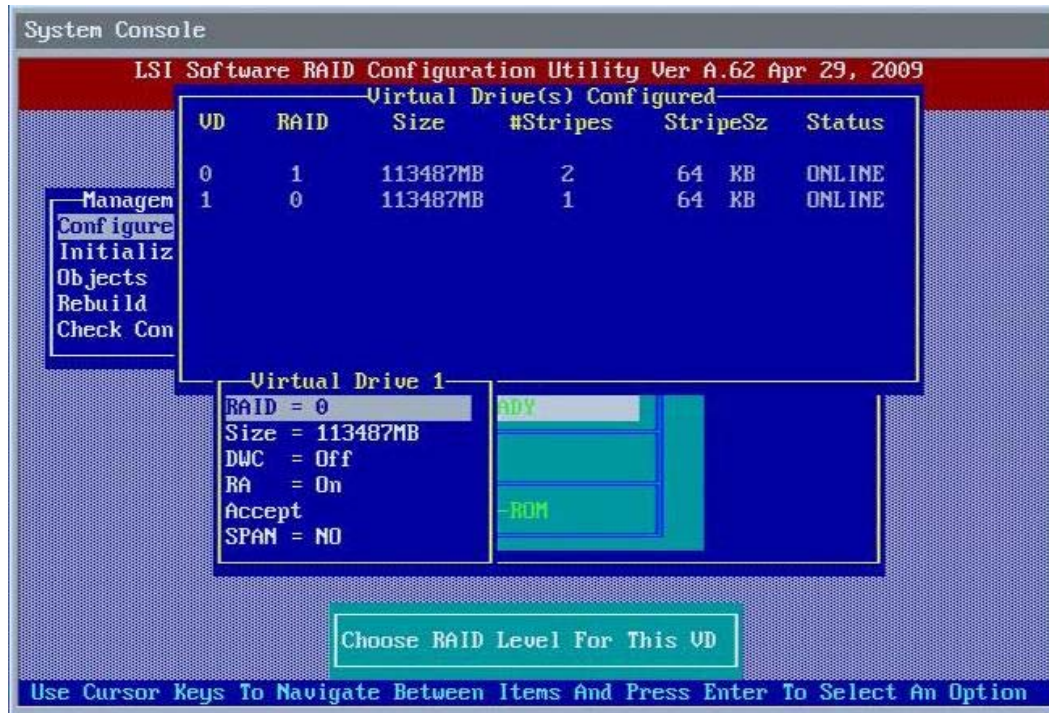 System Console
LSI Software RAID Configuration Utility Ver A.62 Apr 29, 2009
Virtual Drive(s) Configured
VD RAID Size #Stripes StripeSz Status
0 1 113487MB 2 64 KB ONLINE
1 0 113487MB 1 64 KB ONLINE
Managem
Configure
Initializ
Objects
Rebuild
Check Con
Virtual Drive 1
RAID = 0
Size = 113487MB
DWC = Off
RA = On
Accept
SPAN = NO
ADY
-ROM
Choose RAID Level For This VD
Use Cursor Keys To Navigate Between Items And Press Enter To Select An Option